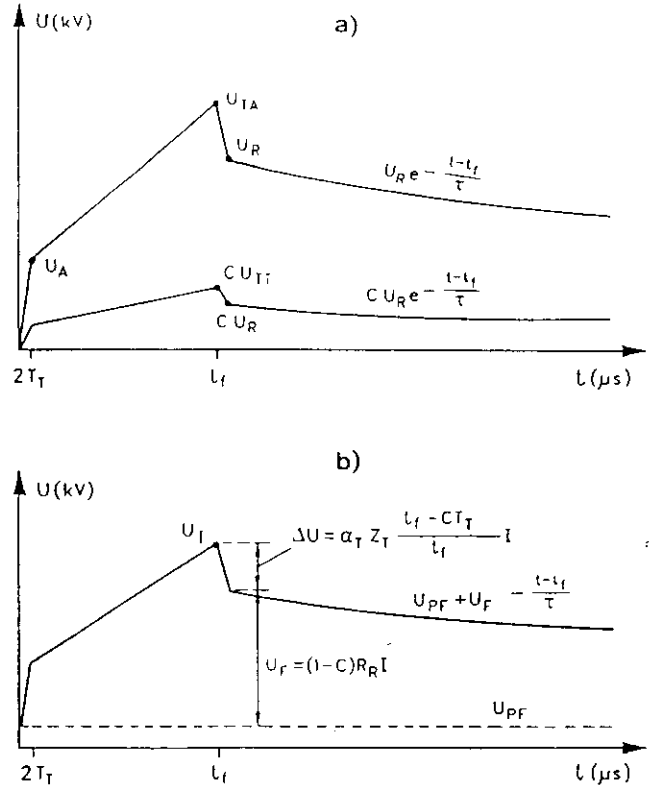 U(kV)
a)
U_TA
U_R
U_R e - (t-t_f)/τ
U_A
C U_TT
C U_R e - (t-t_f)/τ
C U_R
2T_T
t_f
t(µs)
b)
U(kV)
U_T
ΔU = α_T Z_T (t_f - CT_T)/t_f I
U_PF + U_F - (t-t_f)/τ
U_F = (1-C)R_R I
U_PF
2T_T
t_f
t(µs)